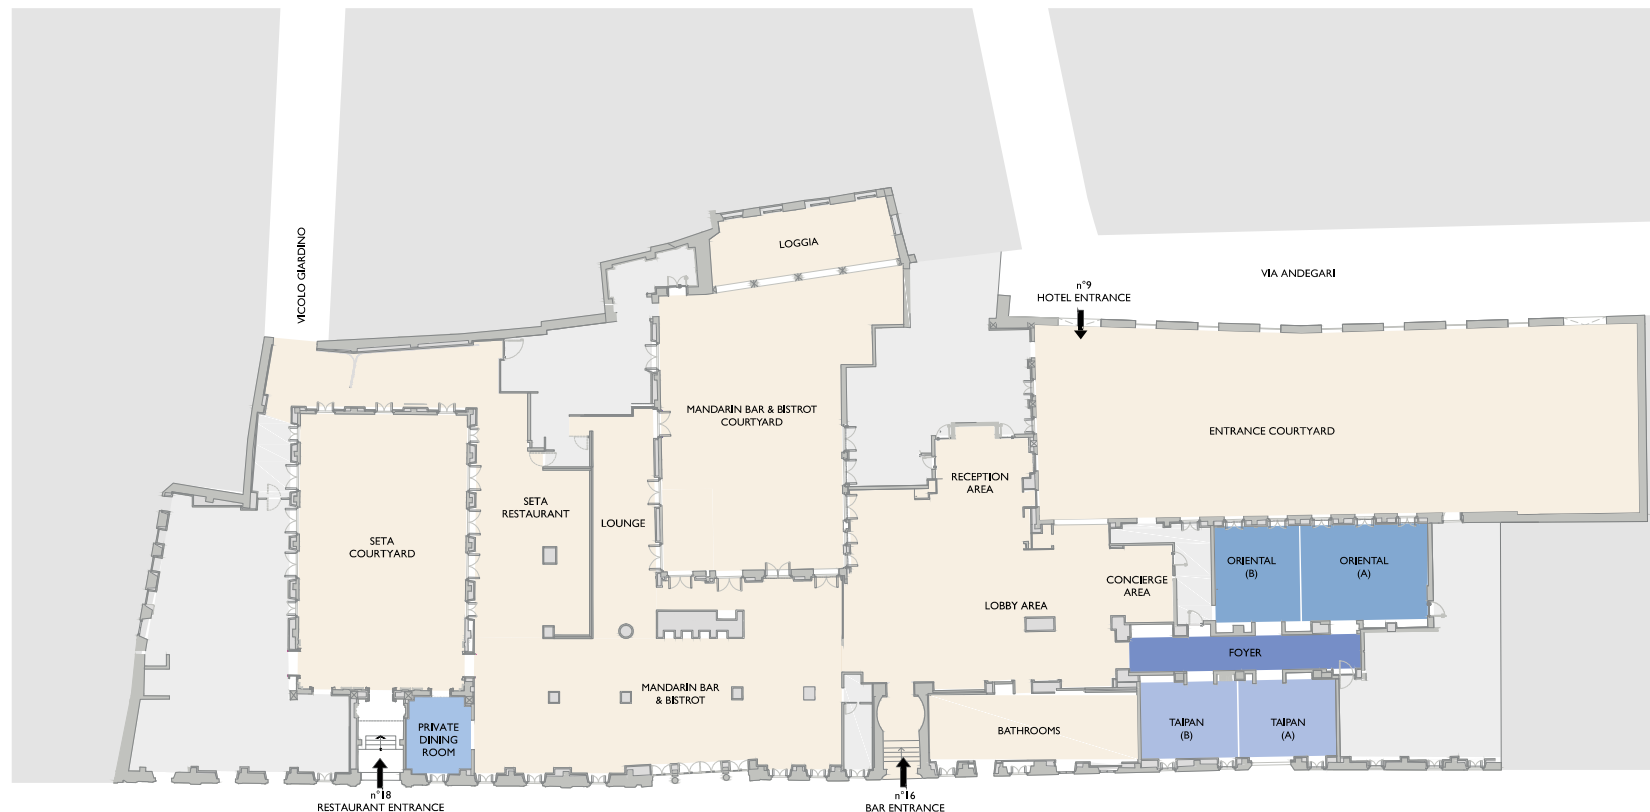 VICOLO GIARDINO
LOGGIA
VIA ANDEGARI
n°9
HOTEL ENTRANCE
MANDARIN BAR & BISTROT
COURTYARD
ENTRANCE COURTYARD
RECEPTION
AREA
SETA
RESTAURANT
LOUNGE
SETA
COURTYARD
ORIENTAL
(B)
ORIENTAL
(A)
CONCIERGE
AREA
LOBBY AREA
FOYER
MANDARIN BAR
& BISTROT
PRIVATE
DINING
ROOM
BATHROOMS
TAIPAN
(B)
TAIPAN
(A)
n°18
RESTAURANT ENTRANCE
n°16
BAR ENTRANCE